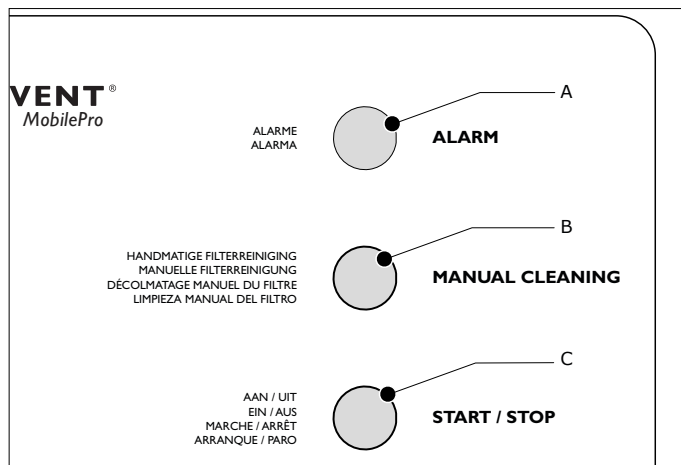 VENT®
MobilePro
A
ALARME
ALARMA
ALARM
B
HANDMATIGE FILTERREINIGING
MANUELLE FILTERREINIGUNG
DÉCOLMATAGE MANUEL DU FILTRE
LIMPIEZA MANUAL DEL FILTRO
MANUAL CLEANING
C
AAN / UIT
EIN / AUS
MARCHE / ARRÊT
ARRANQUE / PARO
START / STOP